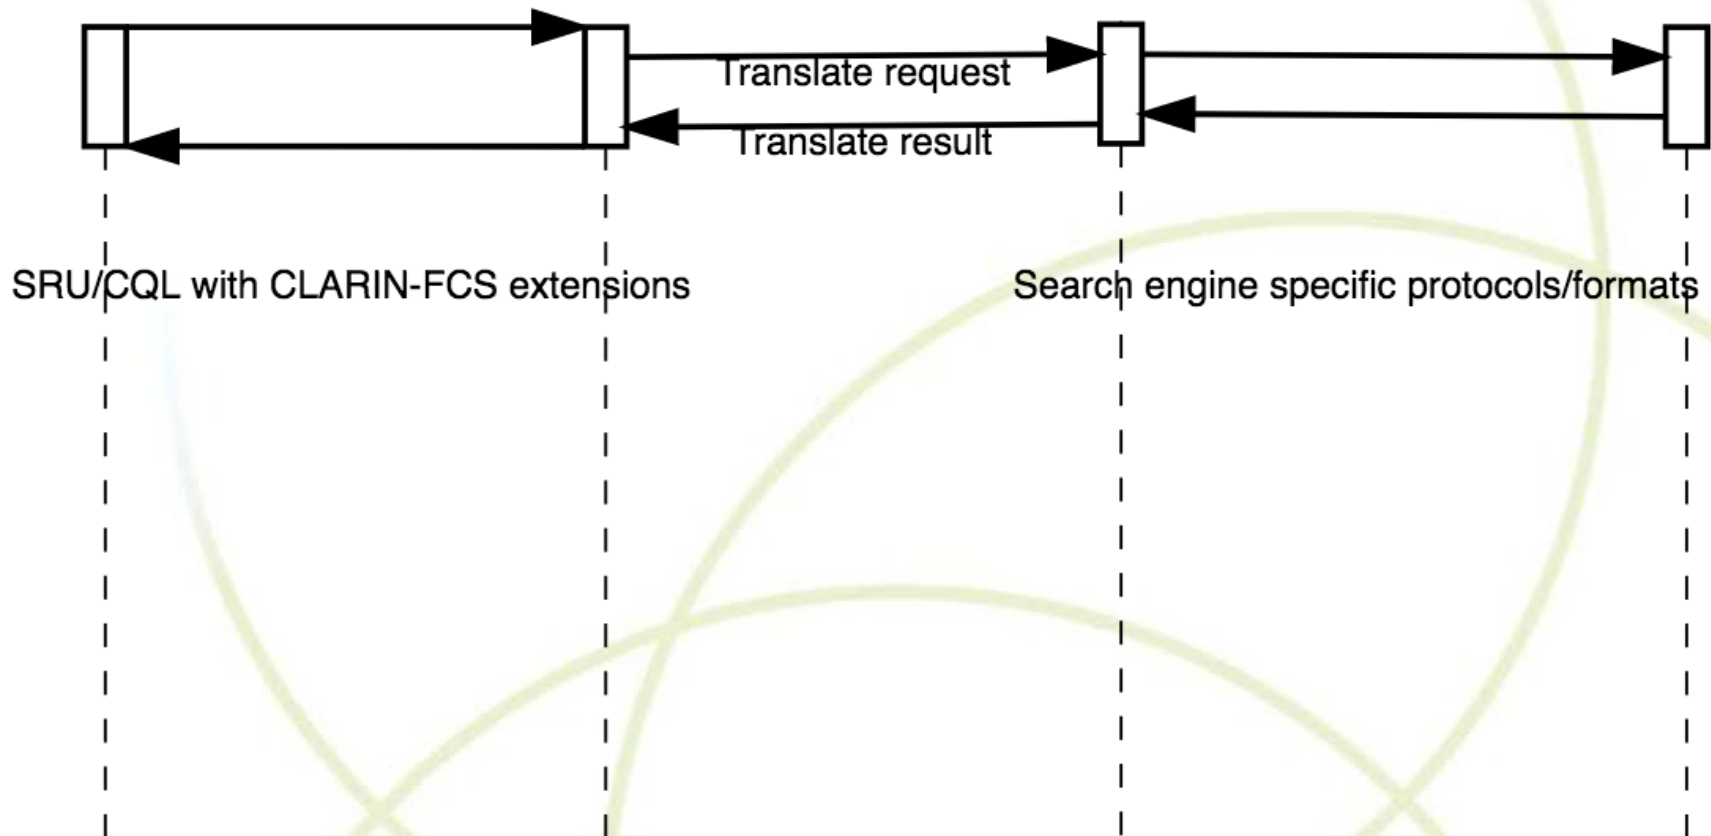 Translate request
Translate result
SRU/CQL with CLARIN-FCS extensions
Search engine specific protocols/formats